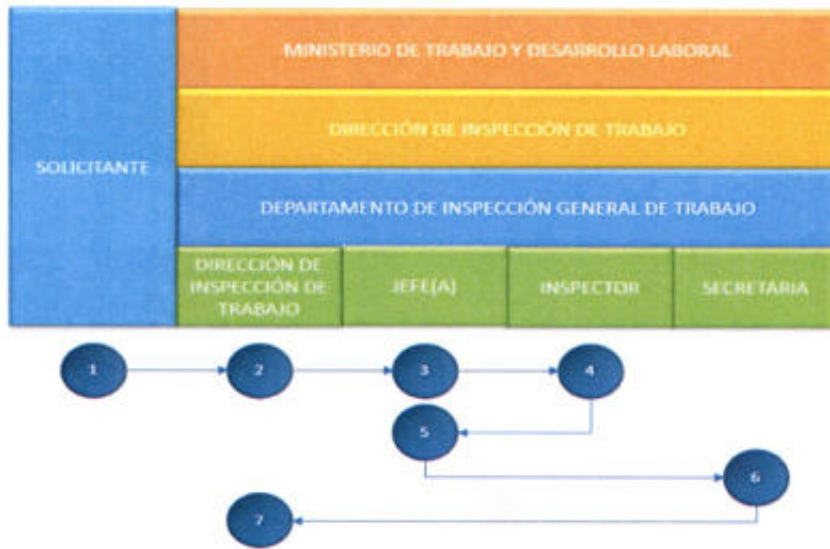 MINISTERIO DE TRABAJO Y DESARROLLO LABORAL
DIRECCIÓN DE INSPECCIÓN DE TRABAJO
SOLICITANTE
DEPARTAMENTO DE INSPECCIÓN GENERAL DE TRABAJO
DIRECCIÓN DE
INSPECCIÓN DE
TRABAJO
JEFE(A)
INSPECTOR
SECRETARIA
1
2
3
4
5
6
7